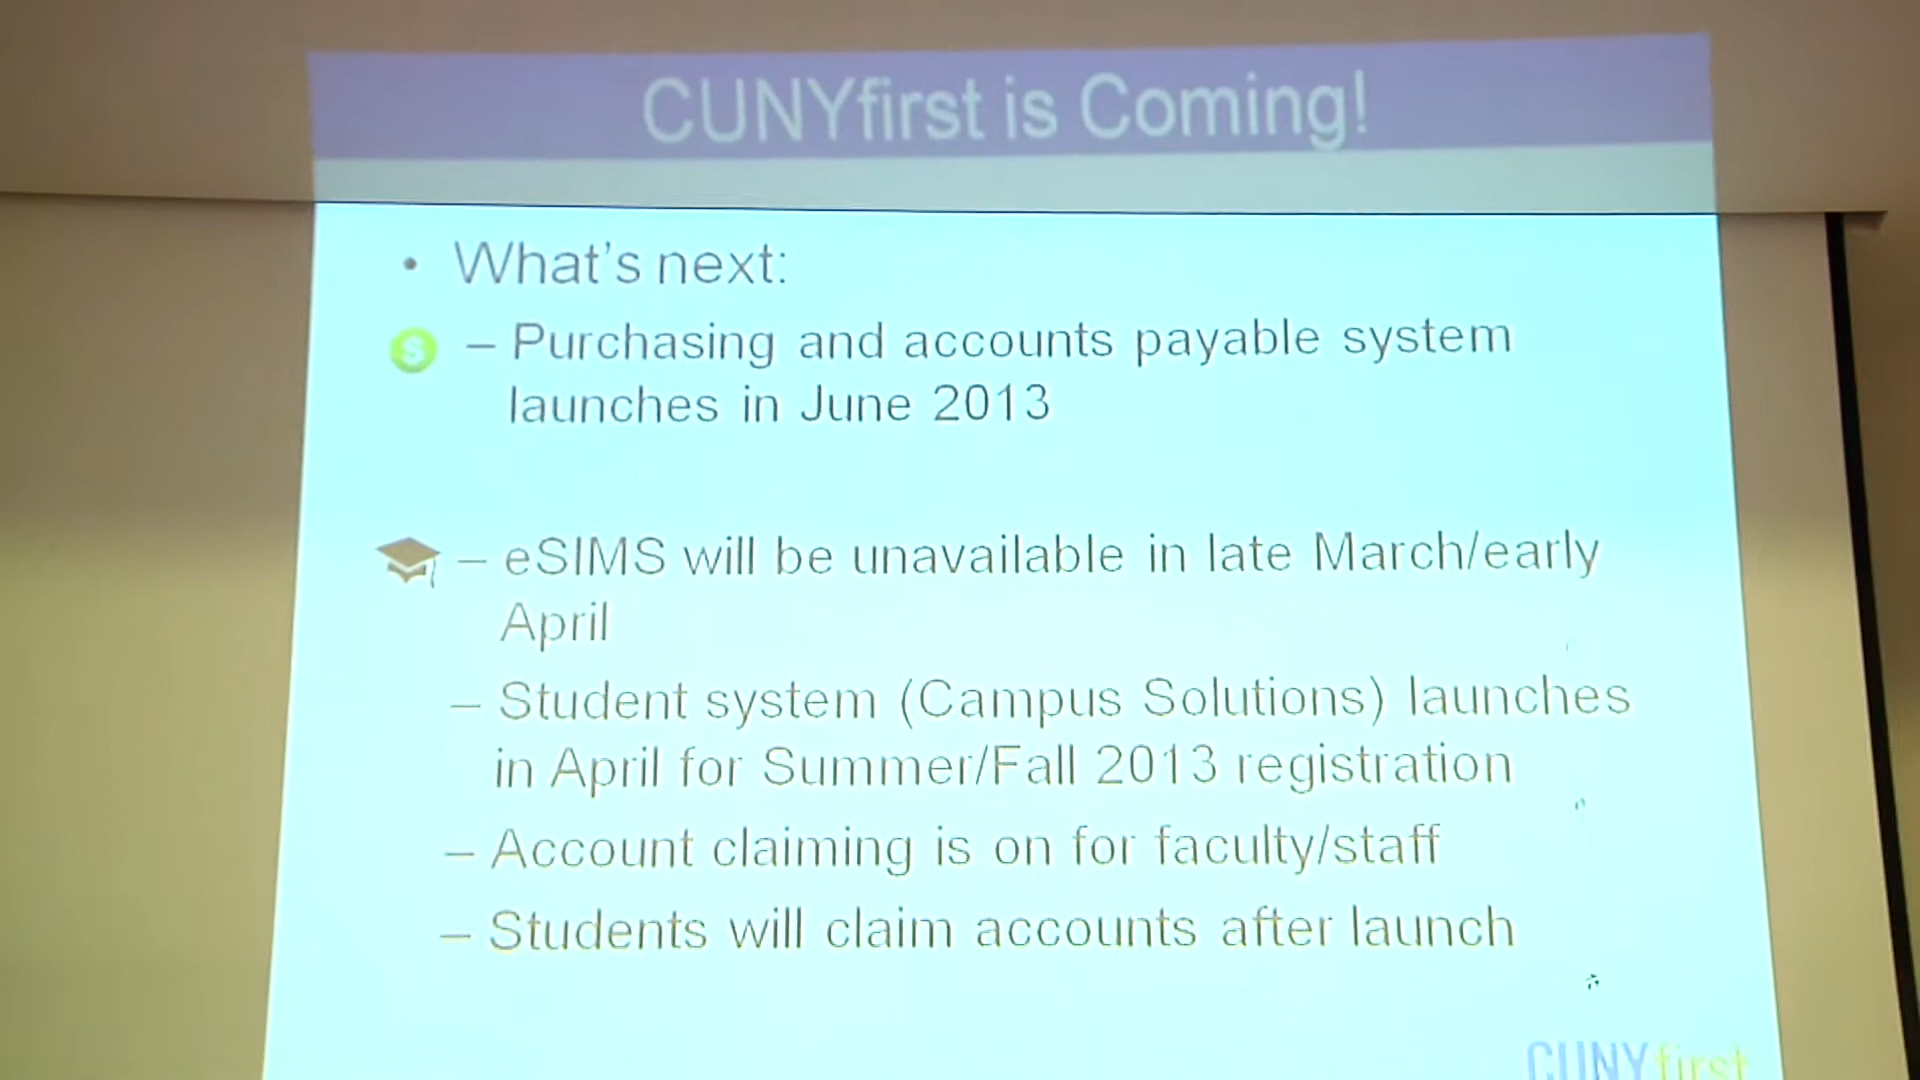 CUNYfirst is Coming!
• What's next:
– Purchasing and accounts payable system
launches in June 2013
– eSIMS will be unavailable in late March/early
April
– Student system (Campus Solutions) launches
in April for Summer/Fall 2013 registration
– Account claiming is on for faculty/staff
– Students will claim accounts after launch
CUNYfirst